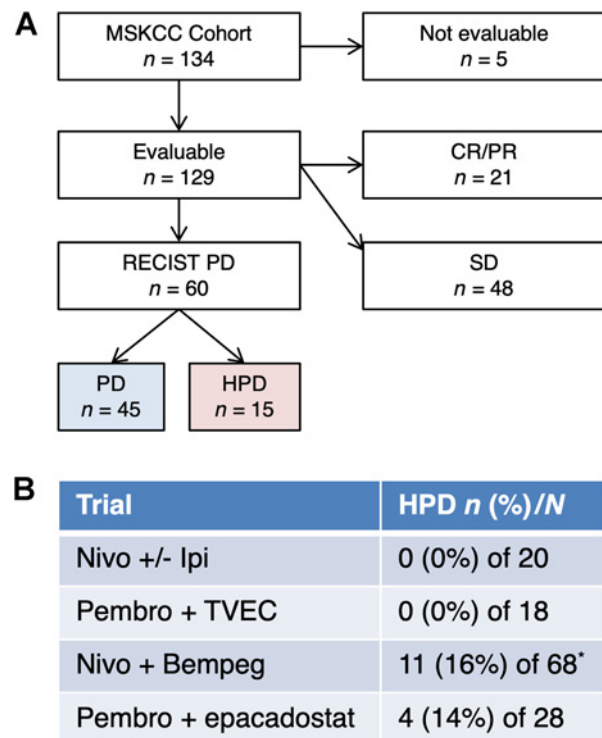 A
MSKCC Cohort
n = 134
Not evaluable
n = 5
Evaluable
n = 129
CR/PR
n = 21
RECIST PD
n = 60
SD
n = 48
PD
n = 45
HPD
n = 15
B
Trial HPD n (%)/N
Nivo +/- Ipi 0 (0%) of 20
Pembro + TVEC 0 (0%) of 18
Nivo + Bempeg 11 (16%) of 68*
Pembro + epacadostat 4 (14%) of 28